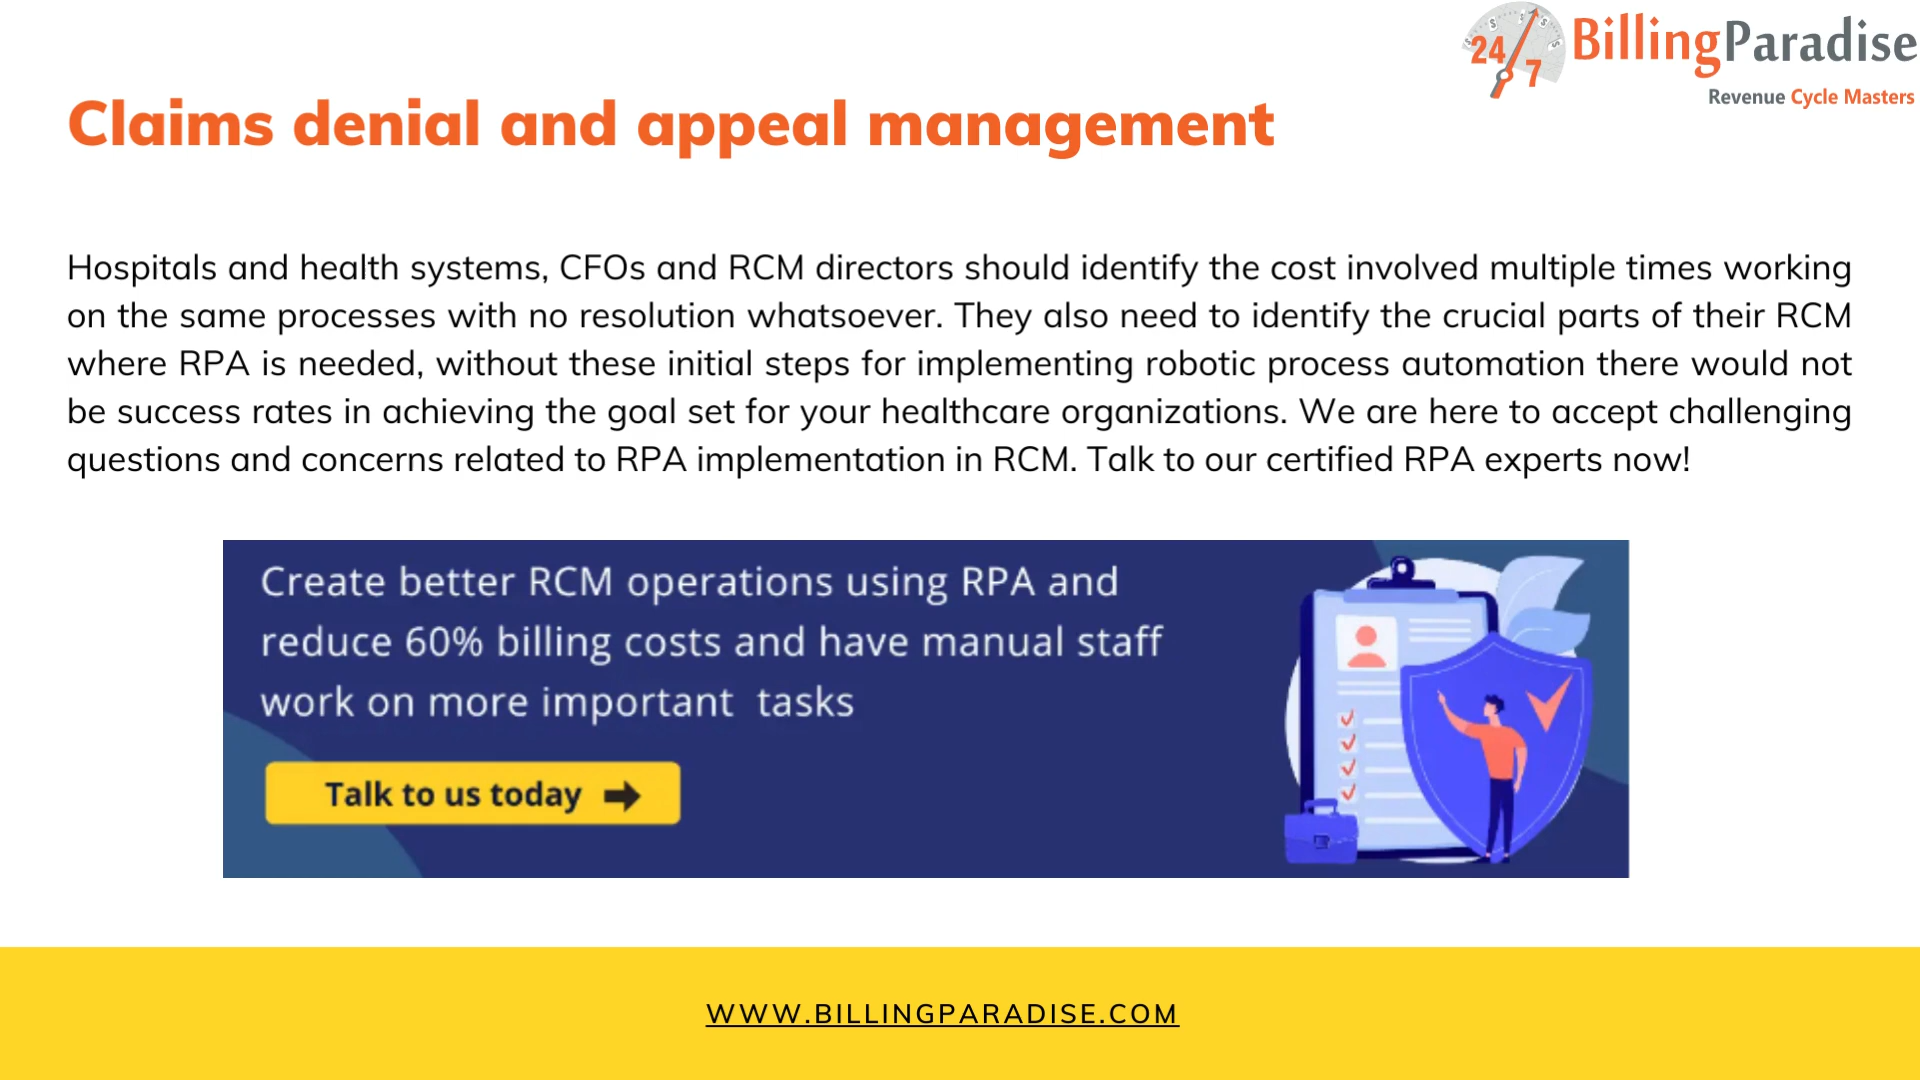 24/7 BillingParadise
Revenue Cycle Masters
Claims denial and appeal management
Hospitals and health systems, CFOs and RCM directors should identify the cost involved multiple times working
on the same processes with no resolution whatsoever. They also need to identify the crucial parts of their RCM
where RPA is needed, without these initial steps for implementing robotic process automation there would not
be success rates in achieving the goal set for your healthcare organizations. We are here to accept challenging
questions and concerns related to RPA implementation in RCM. Talk to our certified RPA experts now!
Create better RCM operations using RPA and
reduce 60% billing costs and have manual staff
work on more important tasks
Talk to us today
WWW.BILLINGPARADISE.COM